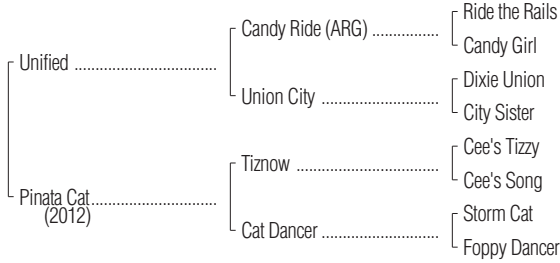 Ride the Rails
Candy Ride (ARG) ................
Candy Girl
Unified ..................................
Dixie Union
Union City ............................
City Sister
Cee's Tizzy
Tiznow ..................................
Cee's Song
Pinata Cat..............................
(2012)
Storm Cat
Cat Dancer ............................
Foppy Dancer